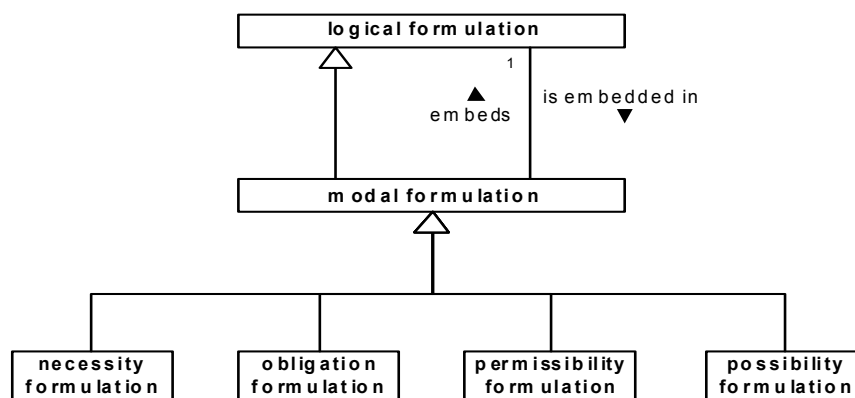 logical formulation
1
embeds
is embedded in
modal formulation
necessity
formulation
obligation
formulation
permissibility
formulation
possibility
formulation